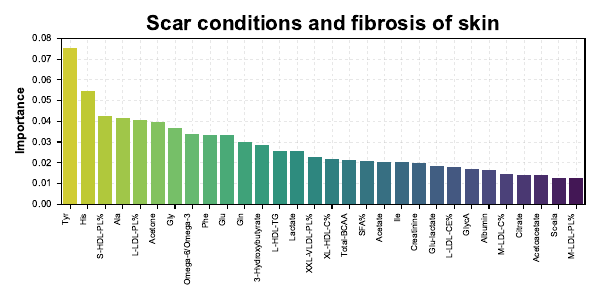 Scar conditions and fibrosis of skin
Importance
0.08
0.07
0.06
0.05
0.04
0.03
0.02
0.01
0.00
Tyr
His
S-HDL-PL%
Ala
L-LDL-PL%
Acetone
Gly
Omega-6/Omega-3
Phe
Glu
Gln
3-Hydroxybutyrate
L-HDL-TG
Lactate
XXL-VLDL-PL%
XL-HDL-C%
Total-BCAA
SFA%
Acetate
Ile
Creatinine
Glu-lactate
L-LDL-CE%
GlycA
Albumin
M-LDL-C%
Citrate
Acetoacetate
M-LDL-PL%